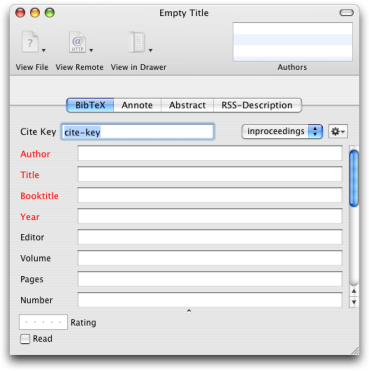 Empty Title
?
@
HTTP
View File View Remote View in Drawer Authors
BibTeX Annote Abstract RSS-Description
Cite Key cite-key inproceedings
Author
Title
Booktitle
Year
Editor
Volume
Pages
Number
Rating
Read